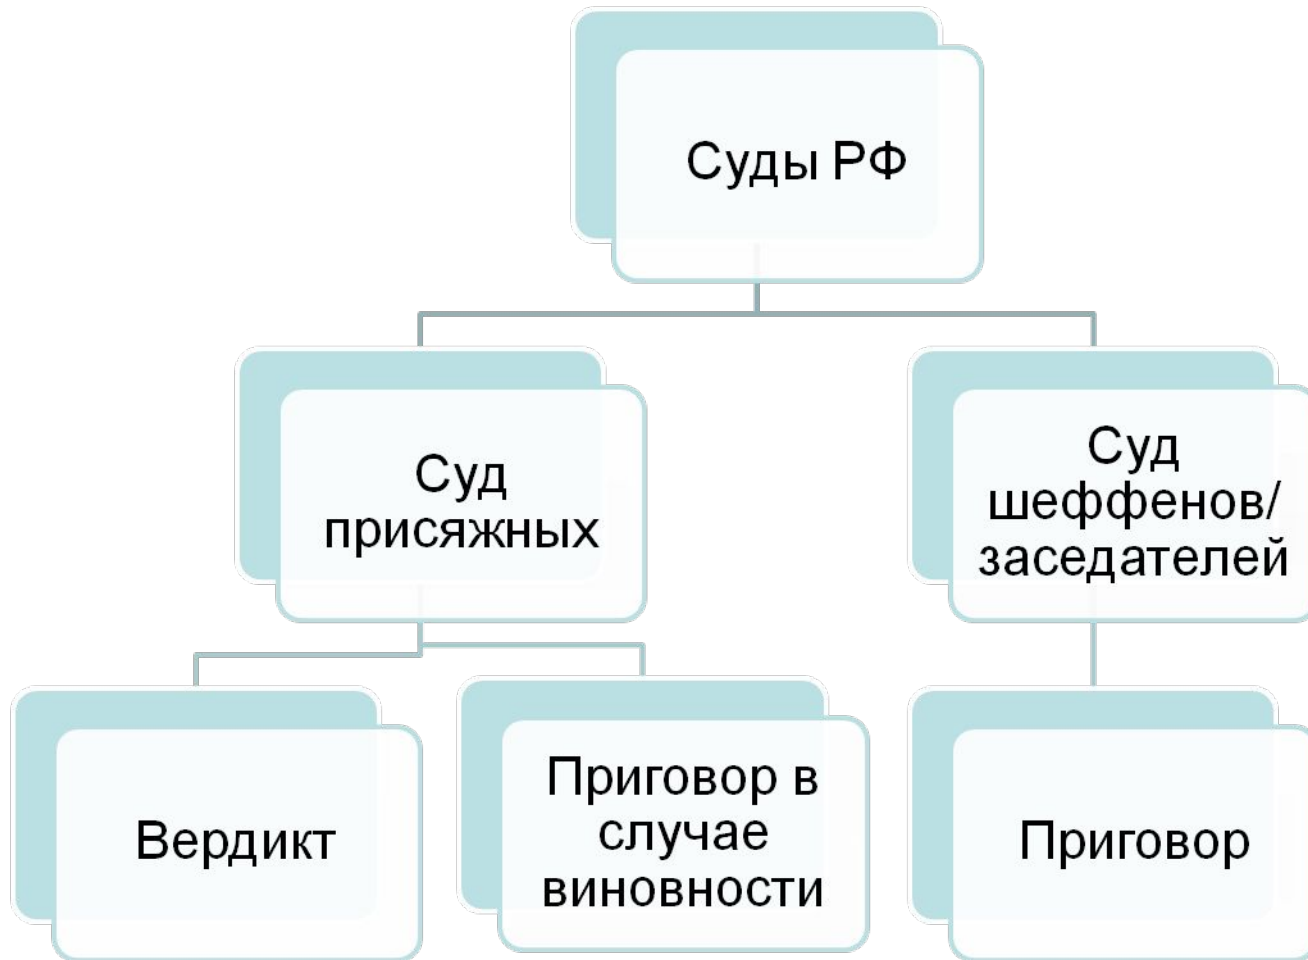 Суды РФ
Суд
присяжных
Суд
шеффенов/
заседателей
Вердикт
Приговор в
случае
виновности
Приговор